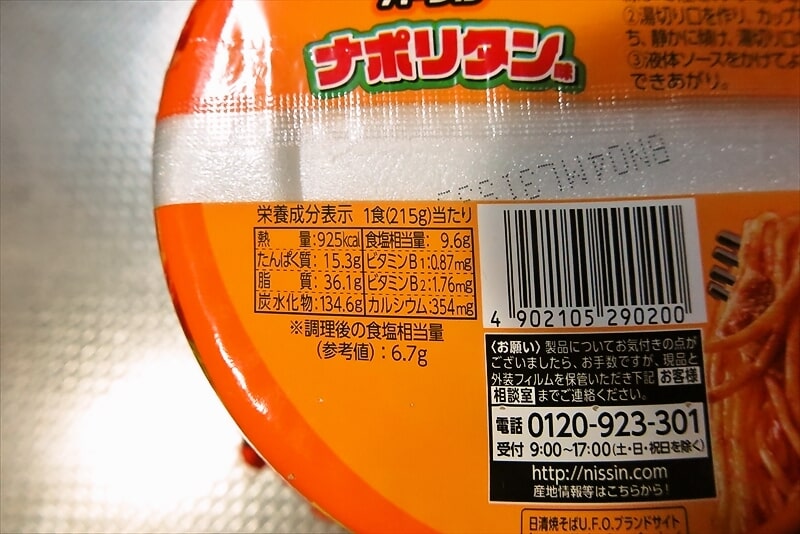 ナポリタン味
②湯切り口を作り、カップ
ち、静かに傾け、湯切り口
③液体ソースをかけてよ
できあがり。
栄養成分表示 1食(215g)当たり
熱量:925kcal 食塩相当量: 9.6g
たんぱく質: 15.3g ビタミンB1:0.87mg
脂質: 36.1g ビタミンB2:1.76mg
炭水化物:134.6g カルシウム:354mg
※調理後の食塩相当量
(参考値):6.7g
4 902105 290200
〈お願い〉製品についてお気付きの点が
ございましたら、お手数ですが、現品と
外装フィルムを保管いただき下記お客様
相談室までご連絡ください。
電話 0120-923-301
受付 9:00~17:00(土・日・祝日を除く)
http://nissin.com
産地情報等はこちらから!
日清焼そばU.F.O.ブランドサイト